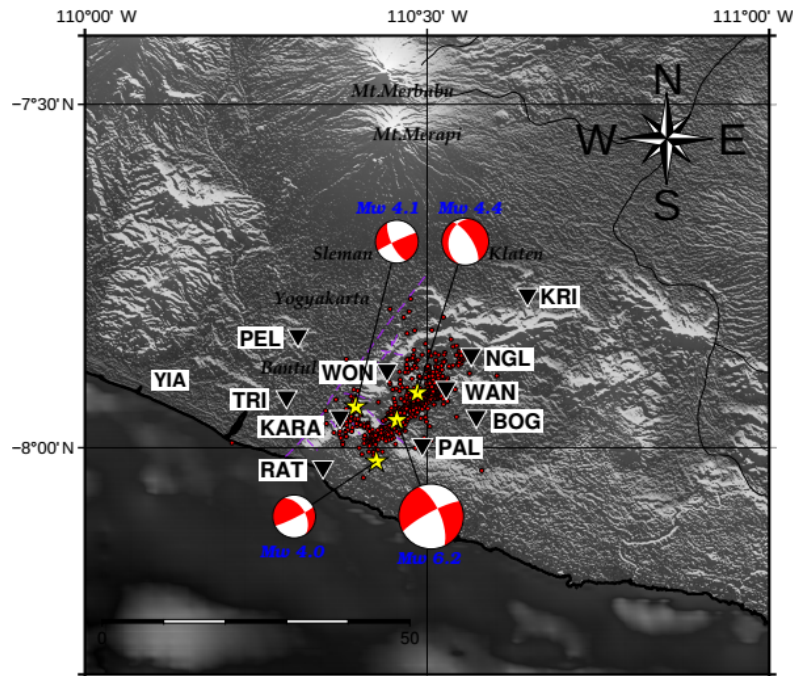 110°00' W
110°30' W
111°00' W
−7°30' N
−8°00' N
N
W
E
S
Mt.Merbabu
Mt.Merapi
Mw 4.1
Mw 4.4
Sleman
Klaten
Yogyakarta
KRI
PEL
Bantul
WON
NGL
YIA
TRI
WAN
KARA
BOG
PAL
RAT
Mw 4.0
Mw 6.2
0
50